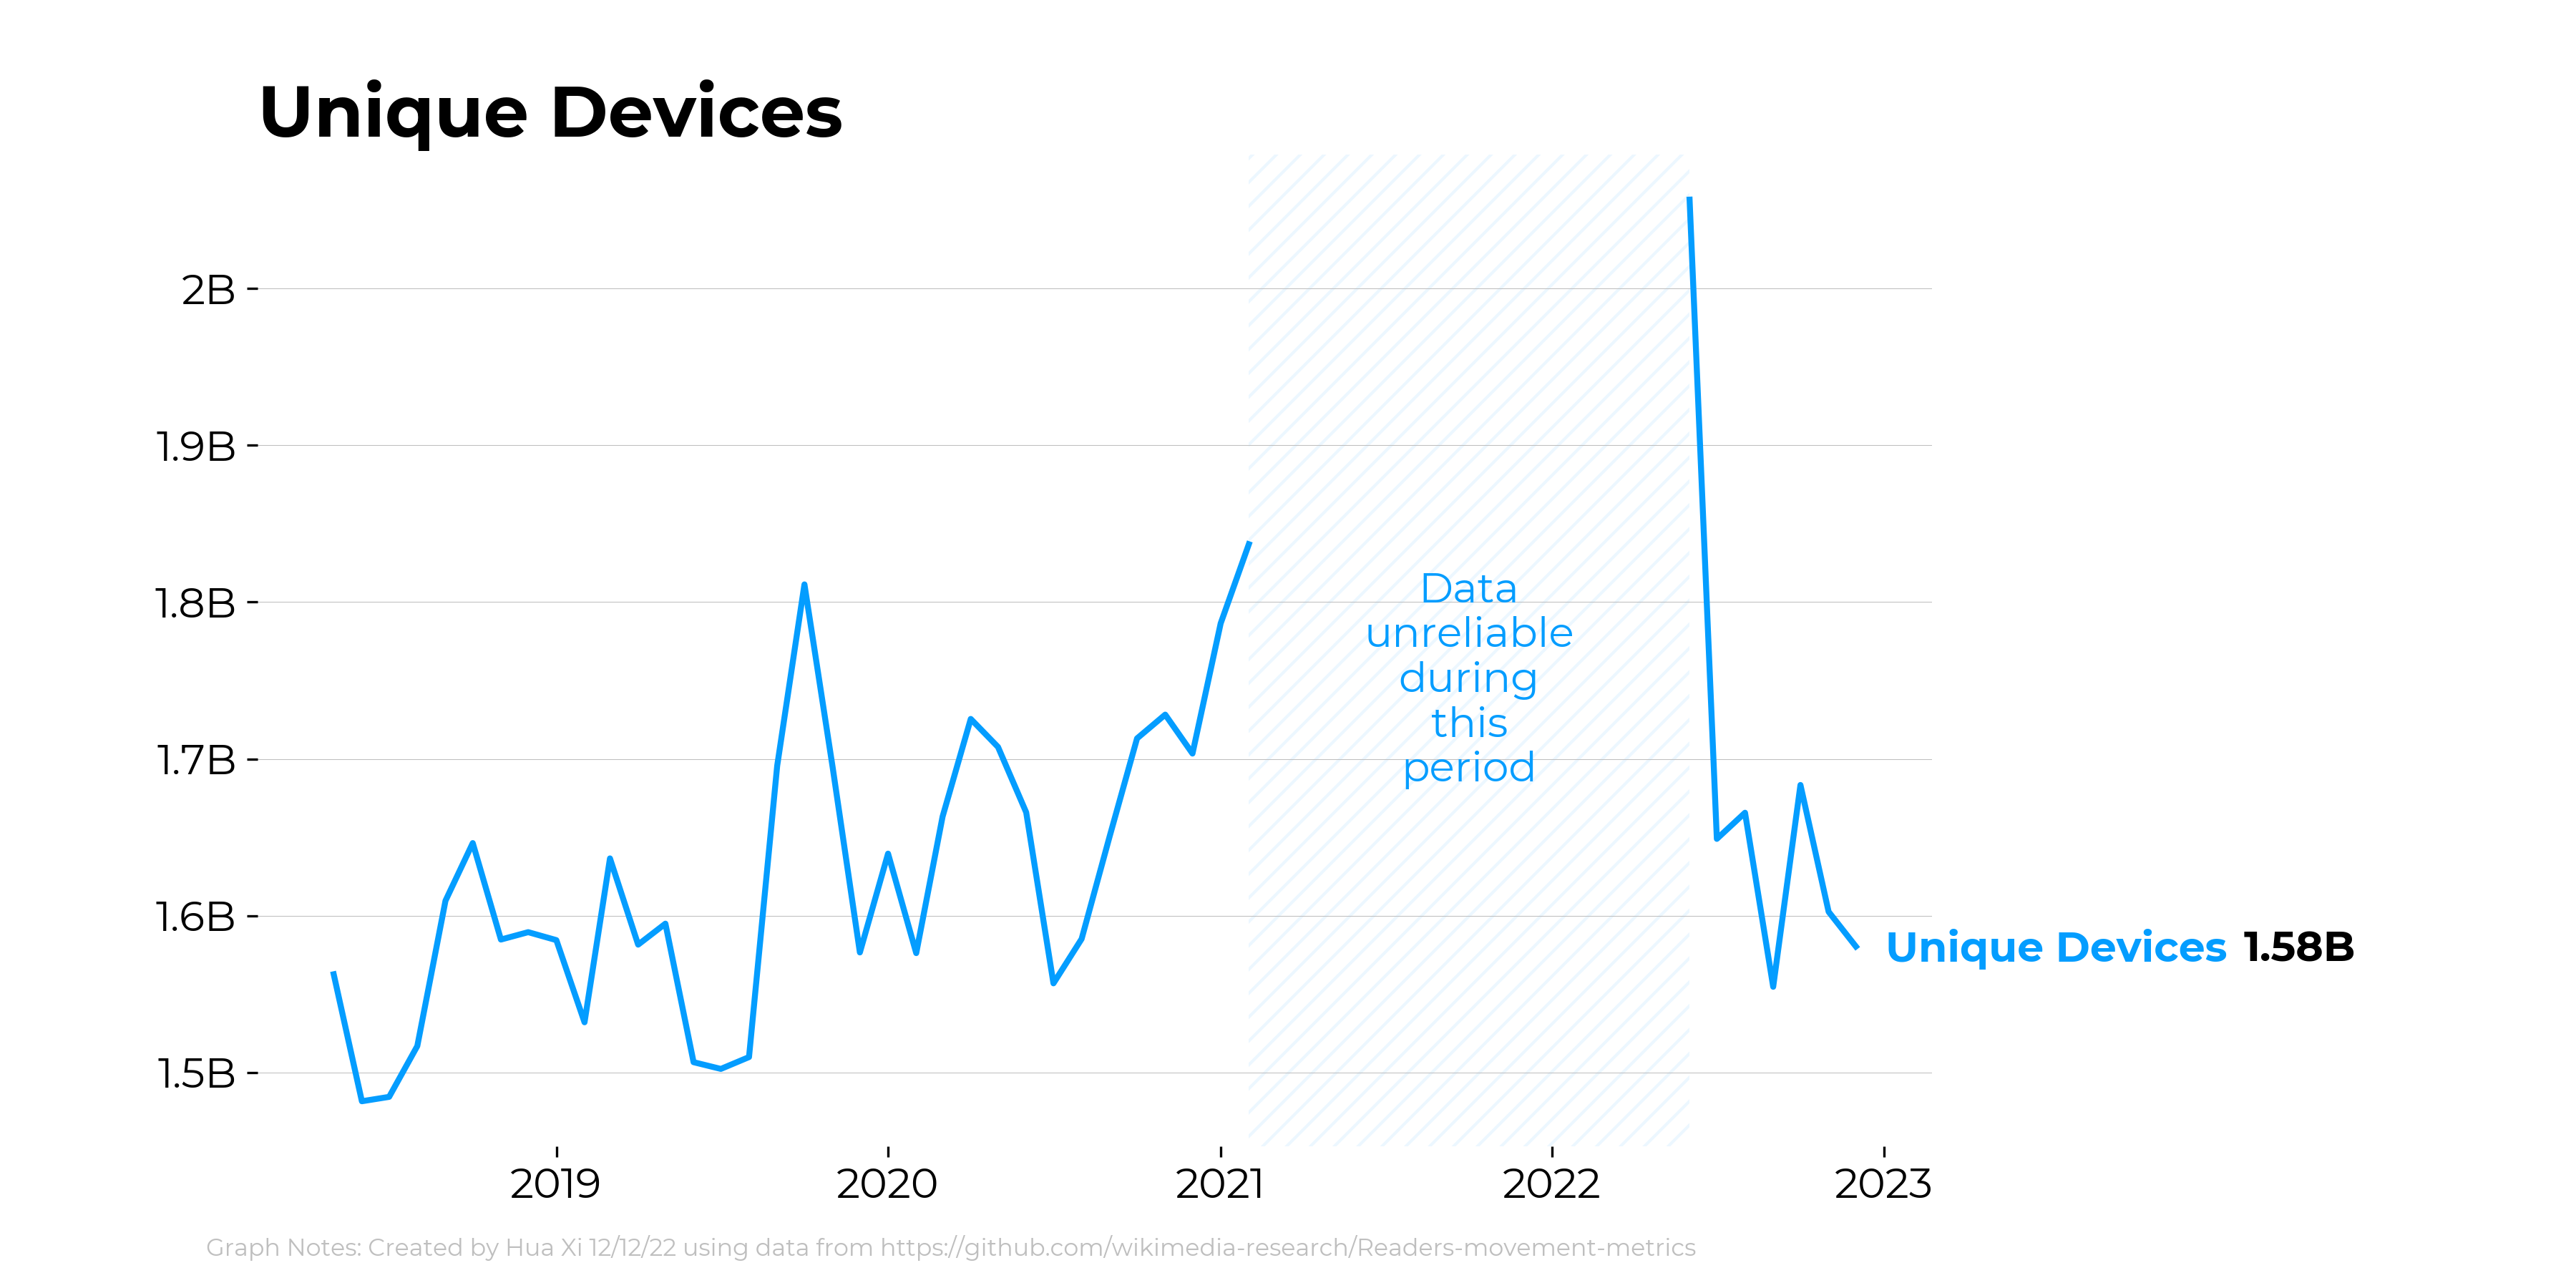 Unique Devices
2B
1.9B
1.8B
1.7B
1.6B
1.5B
Data
unreliable
during
this
period
Unique Devices 1.58B
2019
2020
2021
2022
2023
Graph Notes: Created by Hua Xi 12/12/22 using data from https://github.com/wikimedia-research/Readers-movement-metrics